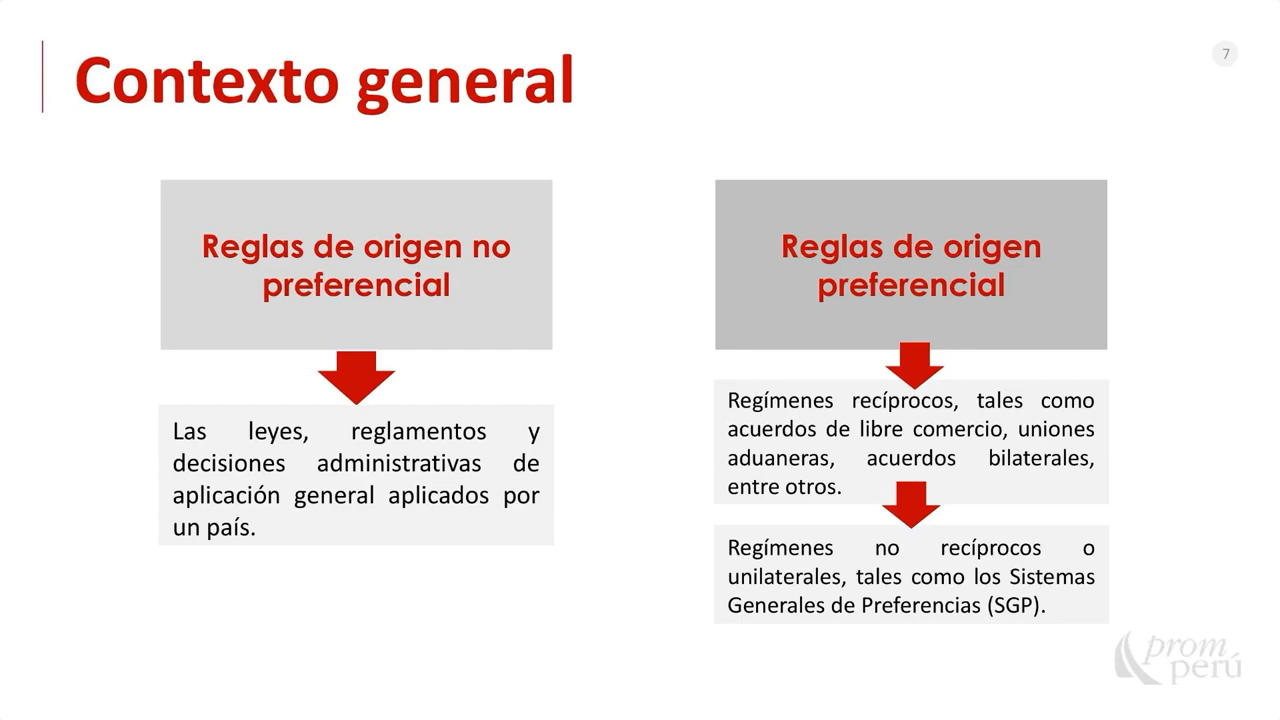 Contexto general
7
Reglas de origen no
preferencial
Las leyes, reglamentos y
decisiones administrativas de
aplicación general aplicados por
un país.
Reglas de origen
preferencial
Regímenes recíprocos, tales como
acuerdos de libre comercio, uniones
aduaneras, acuerdos bilaterales,
entre otros.
Regímenes no recíprocos o
unilaterales, tales como los Sistemas
Generales de Preferencias (SGP).
prom
perú